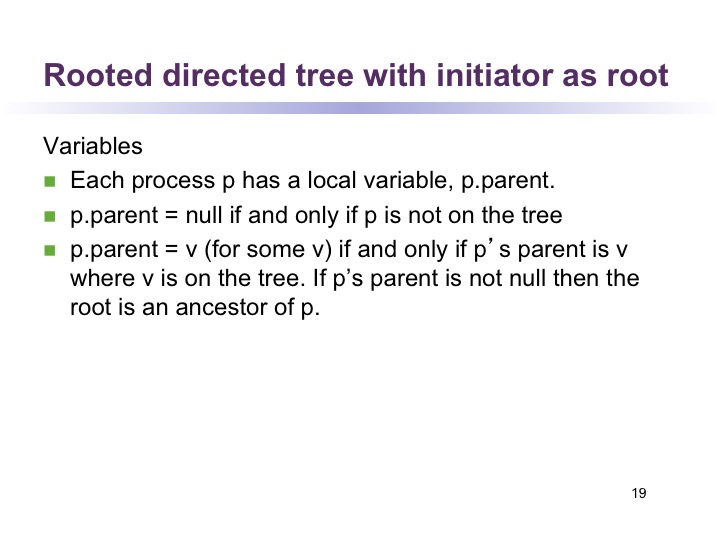 Rooted directed tree with initiator as root
Variables
Each process p has a local variable, p.parent.
p.parent = null if and only if p is not on the tree
p.parent = v (for some v) if and only if p’s parent is v
where v is on the tree. If p’s parent is not null then the
root is an ancestor of p.
19